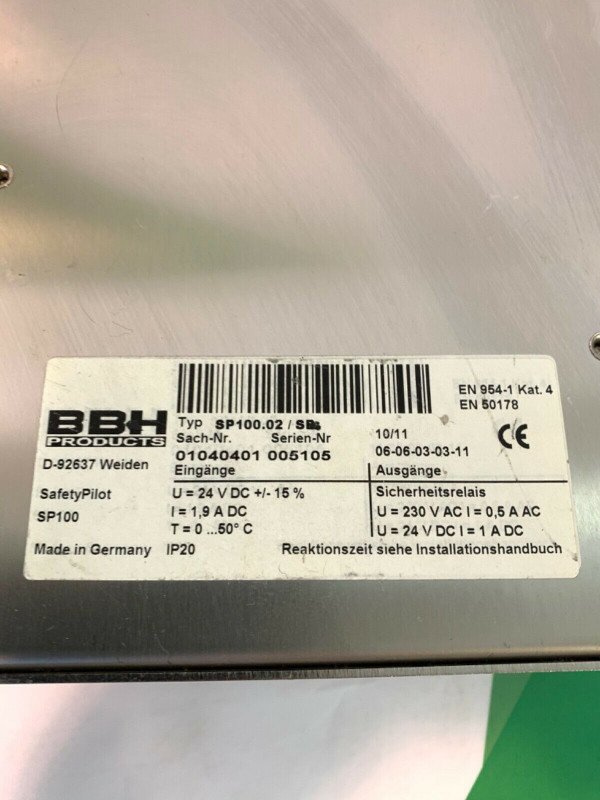 EN 954-1 Kat. 4
EN 50178
BBH
PRODUCTS
Typ SP100.02 /
Sach-Nr. Serien-Nr 10/11
01040401 005105 06-06-03-03-11
CE
D-92637 Weiden
Eingänge Ausgänge
SafetyPilot U = 24 V DC +/- 15 % Sicherheitsrelais
SP100 I = 1,9 A DC U = 230 V AC I = 0,5 A AC
T = 0 ...50° C U = 24 V DC I = 1 A DC
Made in Germany IP20 Reaktionszeit siehe Installationshandbuch